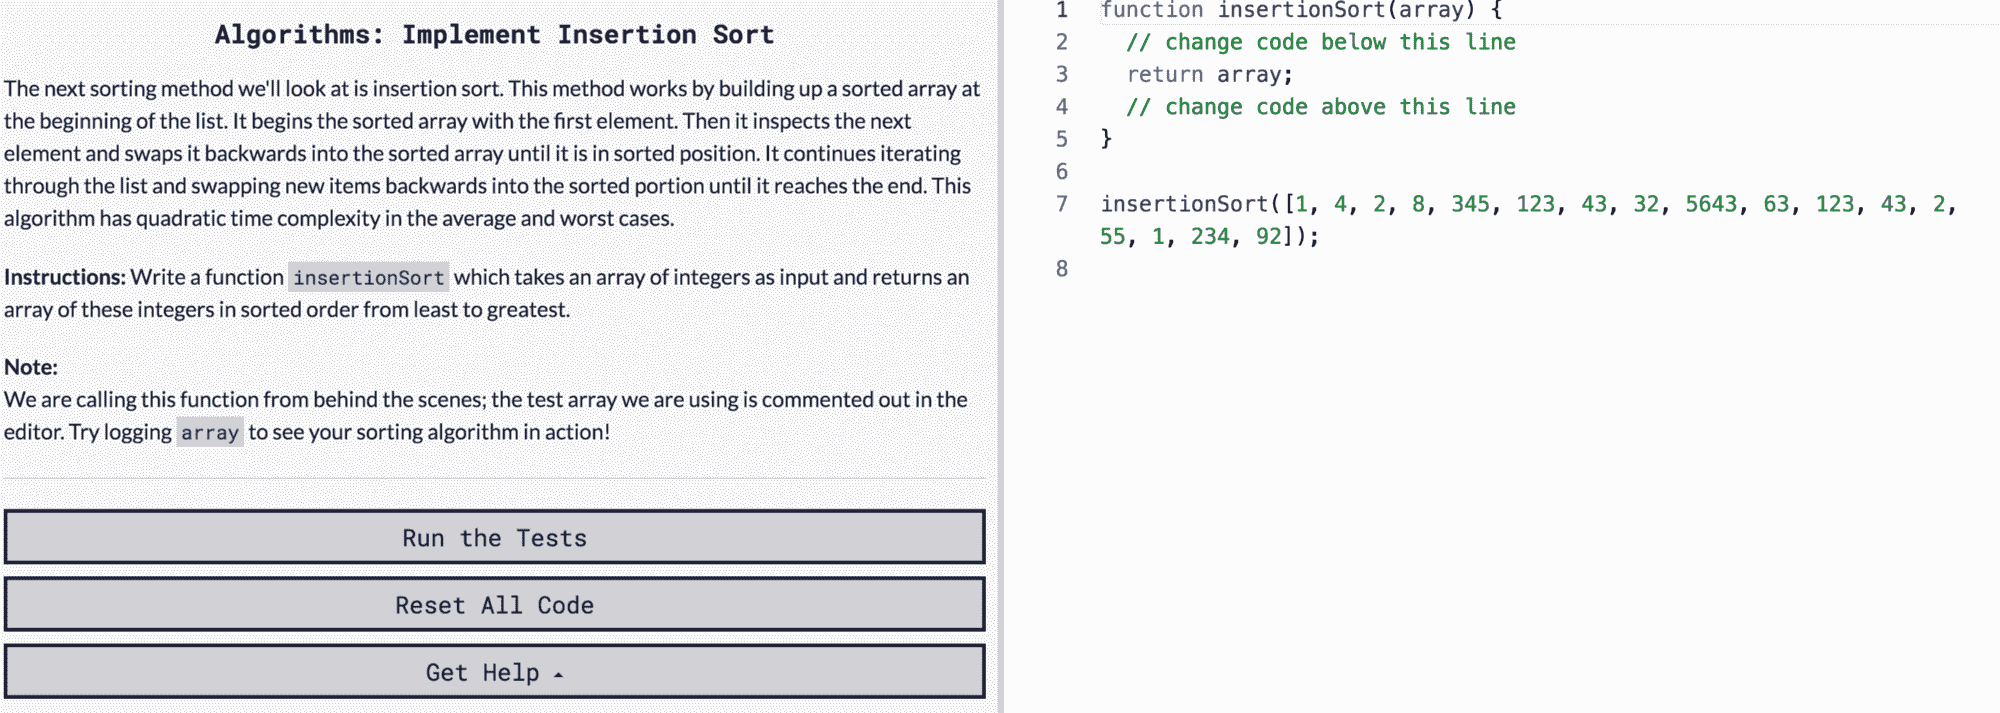 Algorithms: Implement Insertion Sort
The next sorting method we'll look at is insertion sort. This method works by building up a sorted array at
the beginning of the list. It begins the sorted array with the first element. Then it inspects the next
element and swaps it backwards into the sorted array until it is in sorted position. It continues iterating
through the list and swapping new items backwards into the sorted portion until it reaches the end. This
algorithm has quadratic time complexity in the average and worst cases.
Instructions: Write a function insertionSort which takes an array of integers as input and returns an
array of these integers in sorted order from least to greatest.
Note:
We are calling this function from behind the scenes; the test array we are using is commented out in the
editor. Try logging array to see your sorting algorithm in action!
Run the Tests
Reset All Code
Get Help
1 function insertionSort(array) {
2 // change code below this line
3 return array;
4 // change code above this line
5 }
6
7 insertionSort([1, 4, 2, 8, 345, 123, 43, 32, 5643, 63, 123, 43, 2,
55, 1, 234, 92]);
8